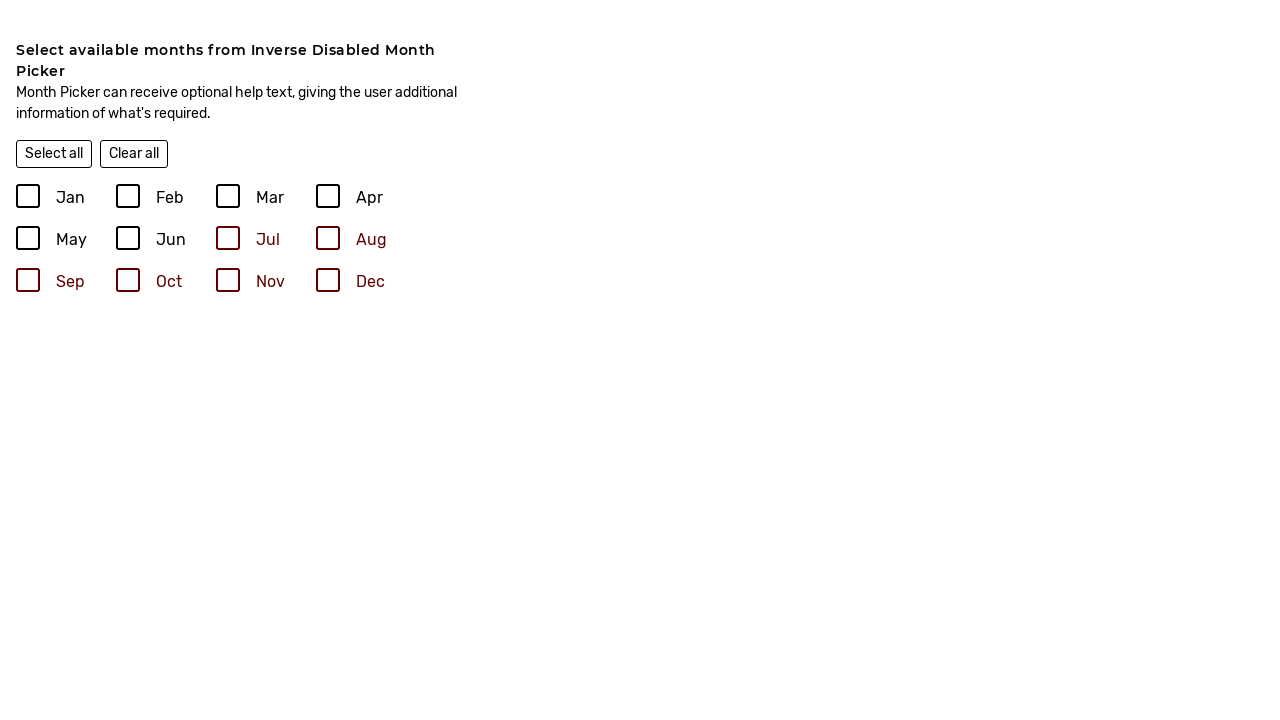 Select available months from Inverse Disabled Month
Picker
Month Picker can receive optional help text, giving the user additional
information of what's required.
Select all Clear all
Jan Feb Mar Apr
May Jun Jul Aug
Sep Oct Nov Dec